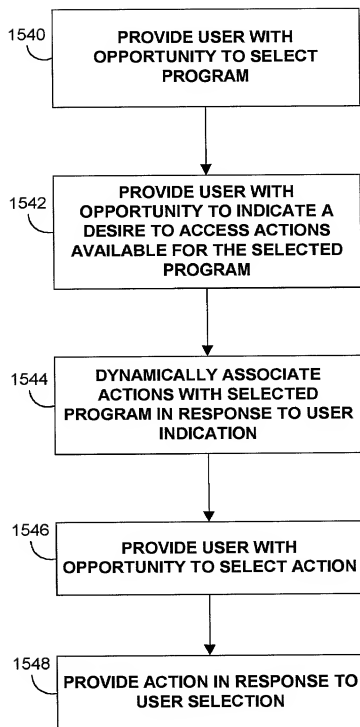 1540
PROVIDE USER WITH
OPPORTUNITY TO SELECT
PROGRAM
1542
PROVIDE USER WITH
OPPORTUNITY TO INDICATE A
DESIRE TO ACCESS ACTIONS
AVAILABLE FOR THE SELECTED
PROGRAM
1544
DYNAMICALLY ASSOCIATE
ACTIONS WITH SELECTED
PROGRAM IN RESPONSE TO USER
INDICATION
1546
PROVIDE USER WITH
OPPORTUNITY TO SELECT ACTION
1548
PROVIDE ACTION IN RESPONSE TO
USER SELECTION